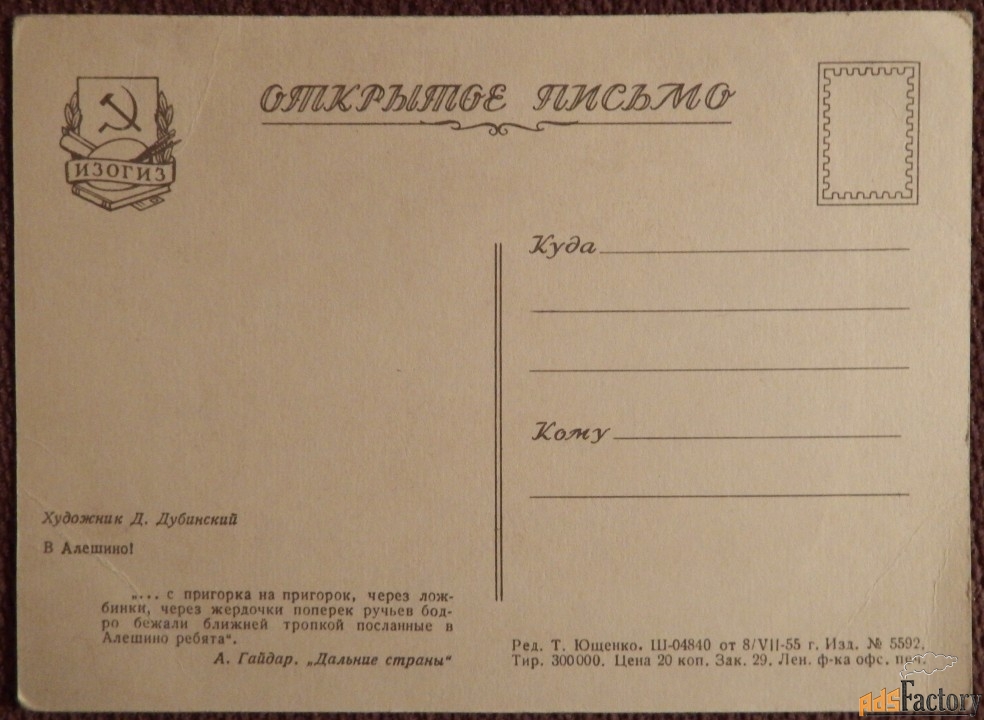 ОТКРЫТОЕ ПИСЬМО
ИЗОГИЗ
Куда
Кому
Художник Д. Дубинский
В Алешино!
„... с пригорка на пригорок, через лож-
бинки, через жердочки поперек ручьев бод-
ро бежали ближней тропкой посланные в
Алешино ребята“.
А. Гайдар. „Дальние страны“
Ред. Т. Ющенко. Ш-04840 от 8/VII-55 г. Изд. № 5592.
Тир. 300000. Цена 20 коп. Зак. 29. Лен. ф-ка офс. печ.
AdsFactory